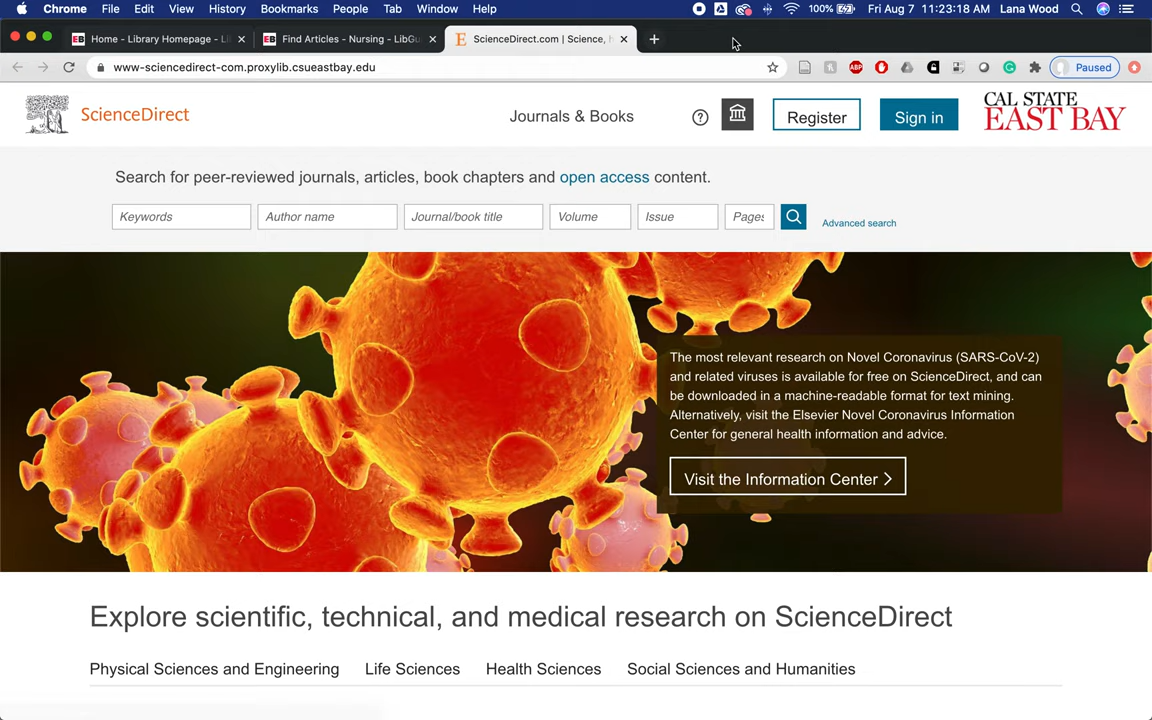 Chrome File Edit View History Bookmarks People Tab Window Help 100% Fri Aug 7 11:23:18 AM Lana Wood
EB Home - Library Homepage - Li EB Find Articles - Nursing - LibGu E ScienceDirect.com | Science, h
www-sciencedirect-com.proxylib.csueastbay.edu ABP Paused
ScienceDirect Journals & Books ? Register Sign in CAL STATE
EAST BAY
Search for peer-reviewed journals, articles, book chapters and open access content.
Keywords Author name Journal/book title Volume Issue Pages Advanced search
The most relevant research on Novel Coronavirus (SARS-CoV-2)
and related viruses is available for free on ScienceDirect, and can
be downloaded in a machine-readable format for text mining.
Alternatively, visit the Elsevier Novel Coronavirus Information
Center for general health information and advice.
Visit the Information Center >
Explore scientific, technical, and medical research on ScienceDirect
Physical Sciences and Engineering Life Sciences Health Sciences Social Sciences and Humanities